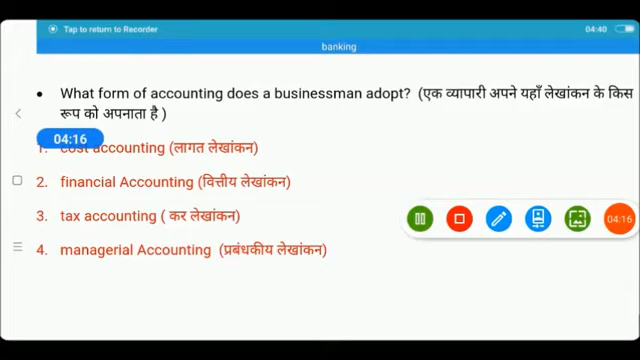 Tap to return to Recorder
04:40
banking
What form of accounting does a businessman adopt? (एक व्यापारी अपने यहाँ लेखांकन के किस
रूप को अपनाता है )
04:16
1. cost accounting (लागत लेखांकन)
2. financial Accounting (वित्तीय लेखांकन)
3. tax accounting ( कर लेखांकन)
04:16
4. managerial Accounting (प्रबंधकीय लेखांकन)